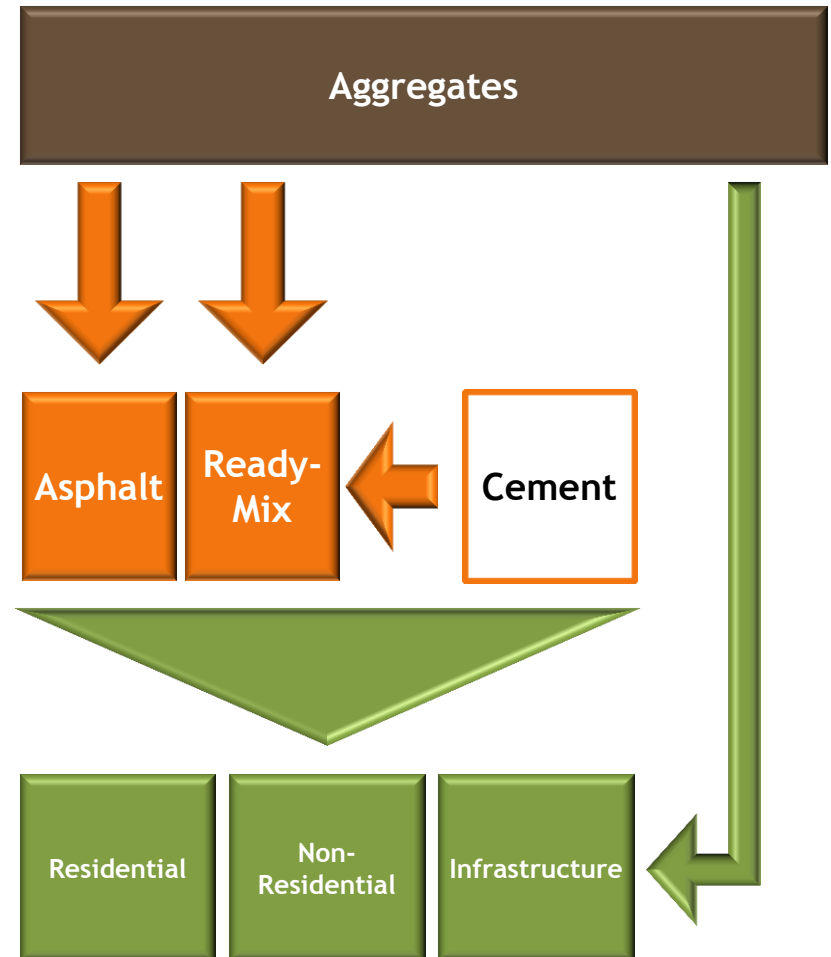 Aggregates
Asphalt
Ready-
Mix
Cement
Residential
Non-
Residential
Infrastructure